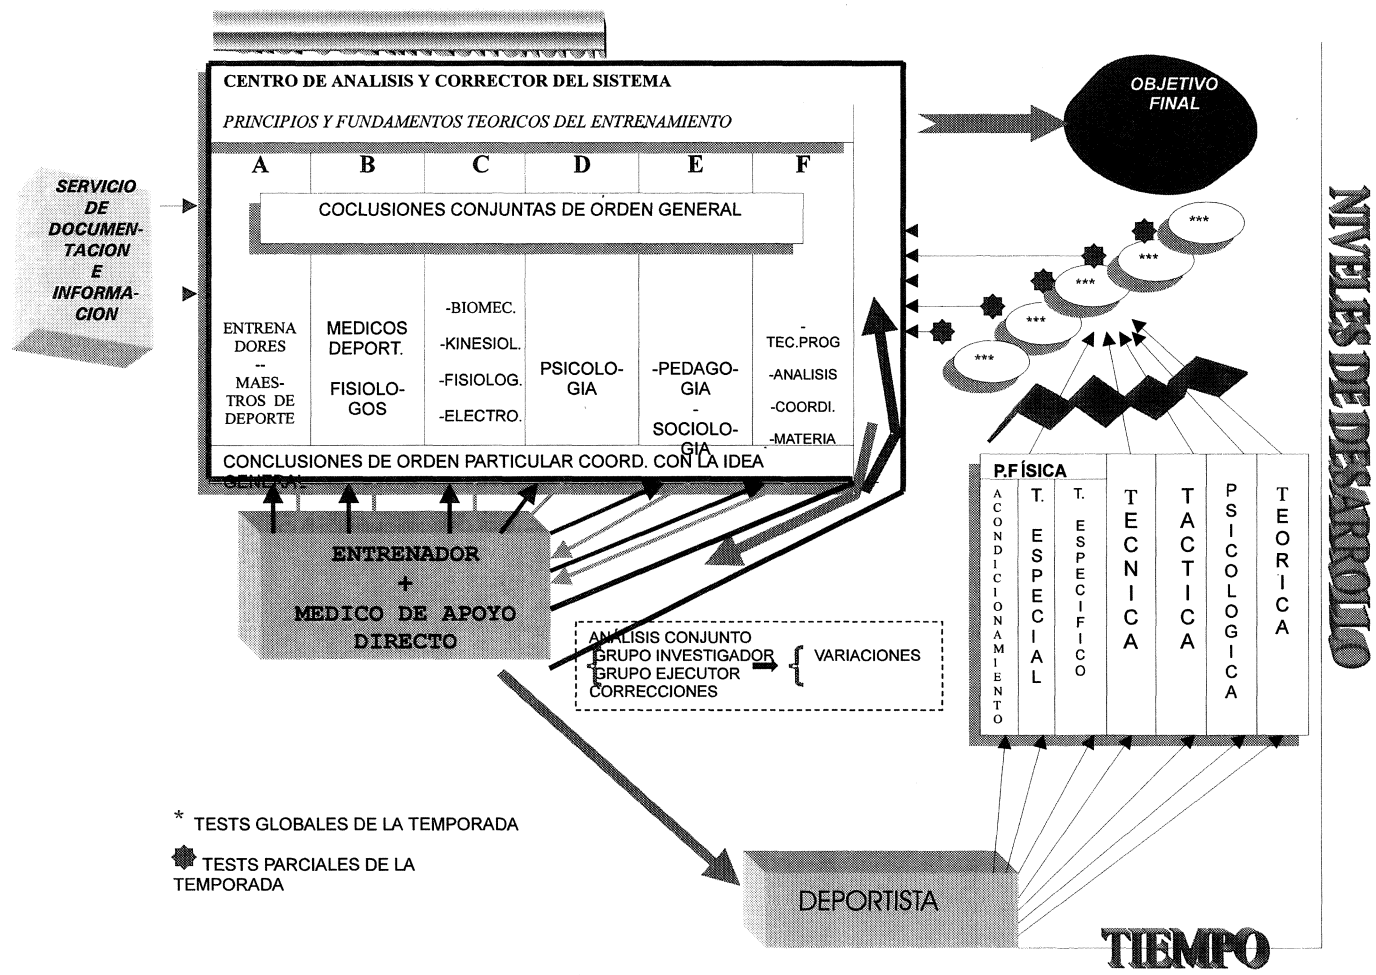 CENTRO DE ANALISIS Y CORRECTOR DEL SISTEMA
PRINCIPIOS Y FUNDAMENTOS TEORICOS DEL ENTRENAMIENTO
A B C D E F
COCLUSIONES CONJUNTAS DE ORDEN GENERAL
ENTRENA
DORES
--
MAES-
TROS DE
DEPORTE
MEDICOS
DEPORT.
FISIOLO-
GOS
-BIOMEC.
-KINESIOL.
-FISIOLOG.
-ELECTRO.
PSICOLO-
GIA
-PEDAGO-
GIA
-
SOCIOLO-
GIA
-
TEC.PROG
-ANALISIS
-COORDI.
-MATERIA
CONCLUSIONES DE ORDEN PARTICULAR COORD. CON LA IDEA
GENERAL
SERVICIO
DE
DOCUMEN-
TACION
E
INFORMA-
CION
OBJETIVO
FINAL
***
***
***
***
***
NIVELES DE DESARROLLO
ENTRENADOR
+
MEDICO DE APOYO
DIRECTO
ANÁLISIS CONJUNTO
GRUPO INVESTIGADOR
GRUPO EJECUTOR
CORRECCIONES
VARIACIONES
P.FÍSICA
ACONDICIONAMIENTO
T. ESPECIAL
T. ESPECIFICO
TECNICA
TACTICA
PSICOLOGICA
TEORICA
* TESTS GLOBALES DE LA TEMPORADA
TESTS PARCIALES DE LA
TEMPORADA
DEPORTISTA
TIEMPO